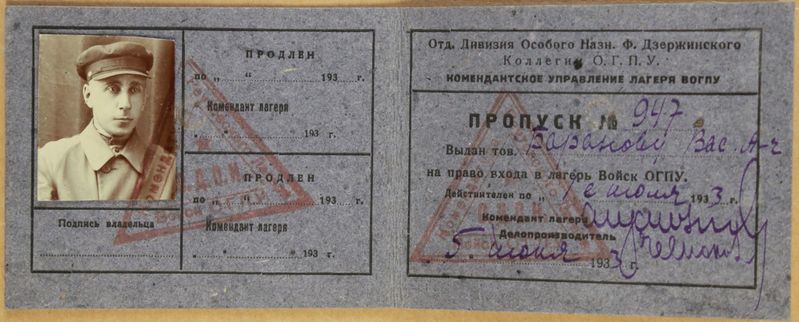 ПРОДЛЕН
по „ “ 193 г.
Комендант лагеря
„ “ 193 г.
ПРОДЛЕН
по „ “ 193 г.
Комендант лагеря
„ “ 193 г.
Подпись владельца
Отд. Дивизия Особого Назн. Ф. Дзержинского
Коллегии О. Г. П. У.
КОМЕНДАНТСКОЕ УПРАВЛЕНИЕ ЛАГЕРЯ ВОГПУ
ПРОПУСК № 947
Выдан тов. Баранову Вас. А-ч
на право входа в лагерь Войск ОГПУ.
Действителен по „ июля 193 3 г.
Комендант лагеря
Делопроизводитель
5. июня 193 3 г.